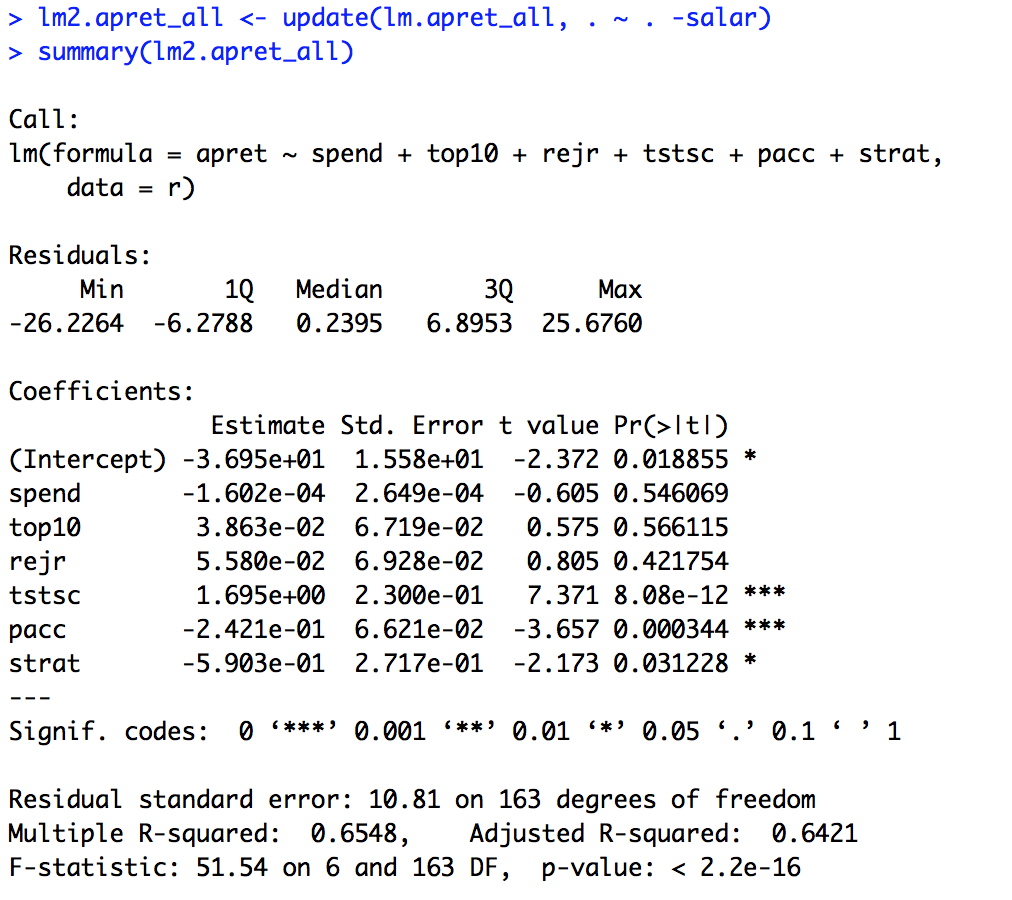 > lm2.apret_all <- update(lm.apret_all, . ~ . -salar)
> summary(lm2.apret_all)

Call:
lm(formula = apret ~ spend + top10 + rejr + tstsc + pacc + strat,
    data = r)

Residuals:
     Min       1Q   Median       3Q      Max
-26.2264  -6.2788   0.2395   6.8953  25.6760

Coefficients:
              Estimate Std. Error t value Pr(>|t|)
(Intercept) -3.695e+01  1.558e+01  -2.372 0.018855 *
spend       -1.602e-04  2.649e-04  -0.605 0.546069
top10        3.863e-02  6.719e-02   0.575 0.566115
rejr         5.580e-02  6.928e-02   0.805 0.421754
tstsc        1.695e+00  2.300e-01   7.371 8.08e-12 ***
pacc        -2.421e-01  6.621e-02  -3.657 0.000344 ***
strat       -5.903e-01  2.717e-01  -2.173 0.031228 *
---
Signif. codes:  0 ‘***’ 0.001 ‘**’ 0.01 ‘*’ 0.05 ‘.’ 0.1 ‘ ’ 1

Residual standard error: 10.81 on 163 degrees of freedom
Multiple R-squared:  0.6548,    Adjusted R-squared:  0.6421
F-statistic: 51.54 on 6 and 163 DF,  p-value: < 2.2e-16